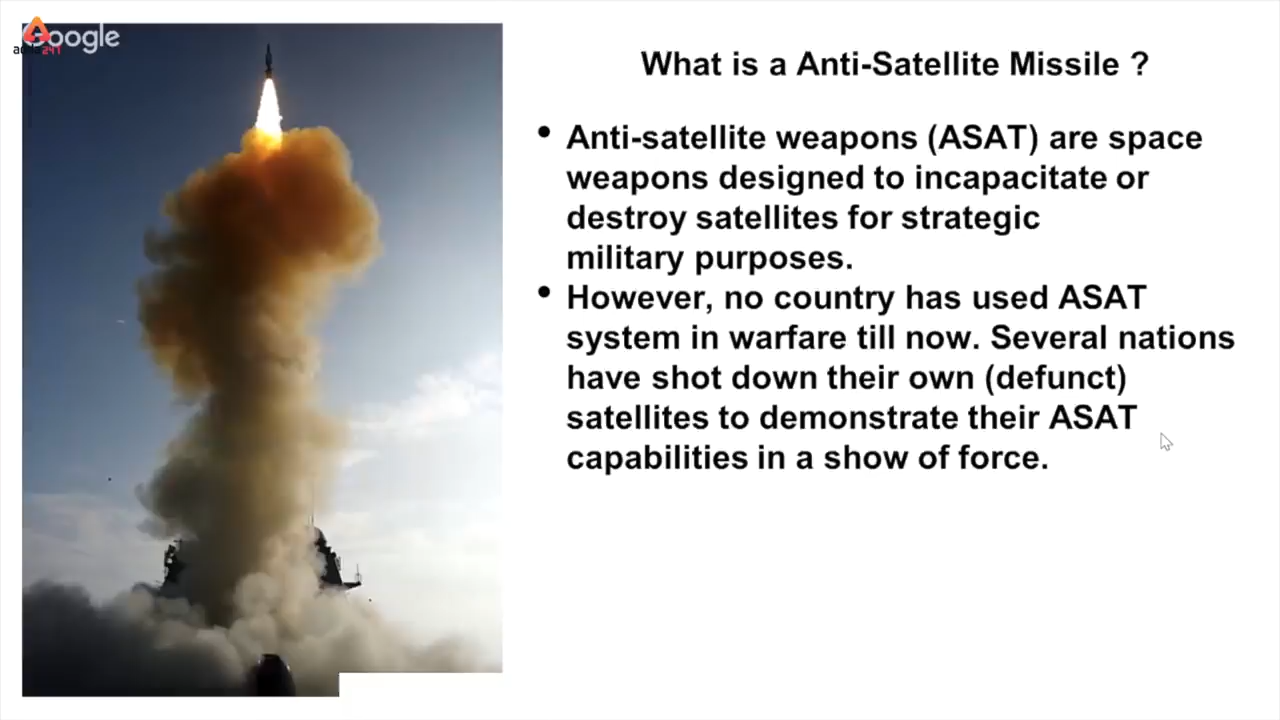 Google
What is a Anti-Satellite Missile ?
• Anti-satellite weapons (ASAT) are space
weapons designed to incapacitate or
destroy satellites for strategic
military purposes.
• However, no country has used ASAT
system in warfare till now. Several nations
have shot down their own (defunct)
satellites to demonstrate their ASAT
capabilities in a show of force.